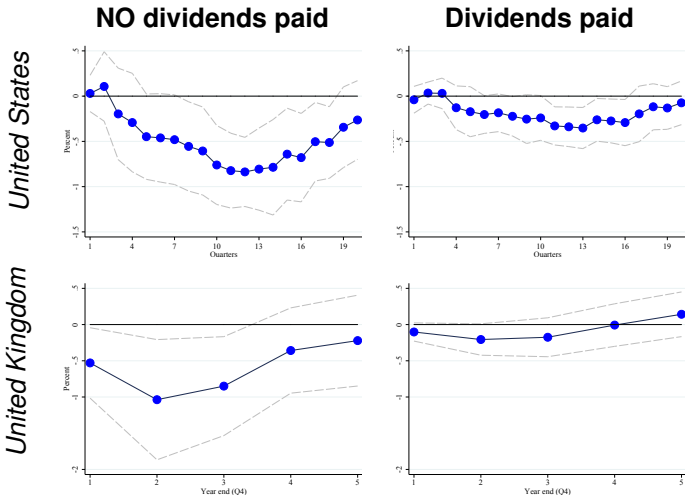 NO dividends paid
Dividends paid
United States
Percent
.5
0
-.5
-1
-1.5
1 4 7 10 13 16 19
Quarters
.5
0
-.5
-1
-1.5
1 4 7 10 13 16 19
Quarters
United Kingdom
Percent
.5
0
-.5
-1
-2
1 2 3 4 5
Year end (Q4)
.5
0
-.5
-1
-2
1 2 3 4 5
Year end (Q4)